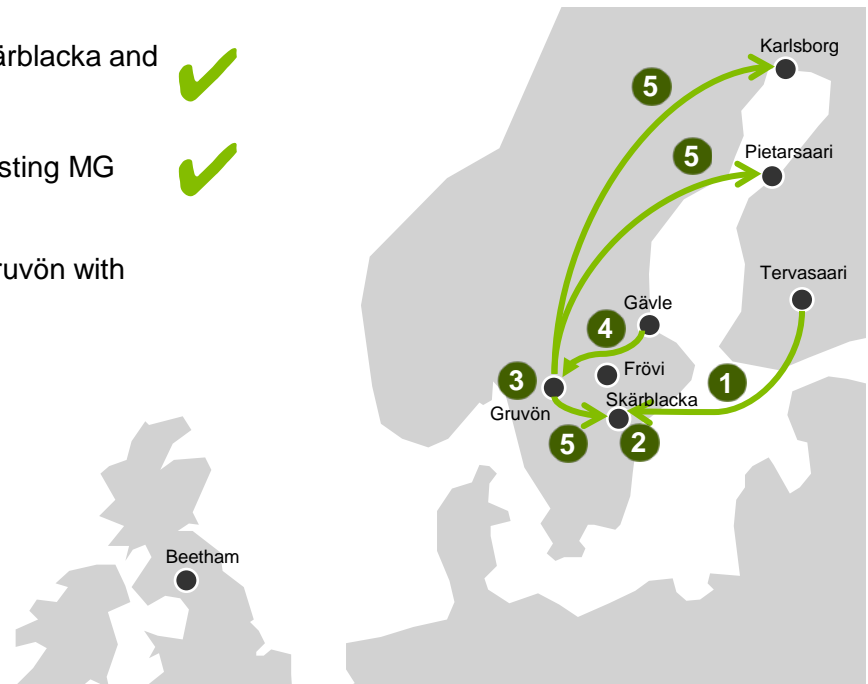 ärblacka and
sting MG
ruvön with
Karlsborg
5
5
Pietarsaari
Tervasaari
Gävle
4
Frövi
3
1
Skärblacka
Gruvön
5
2
Beetham